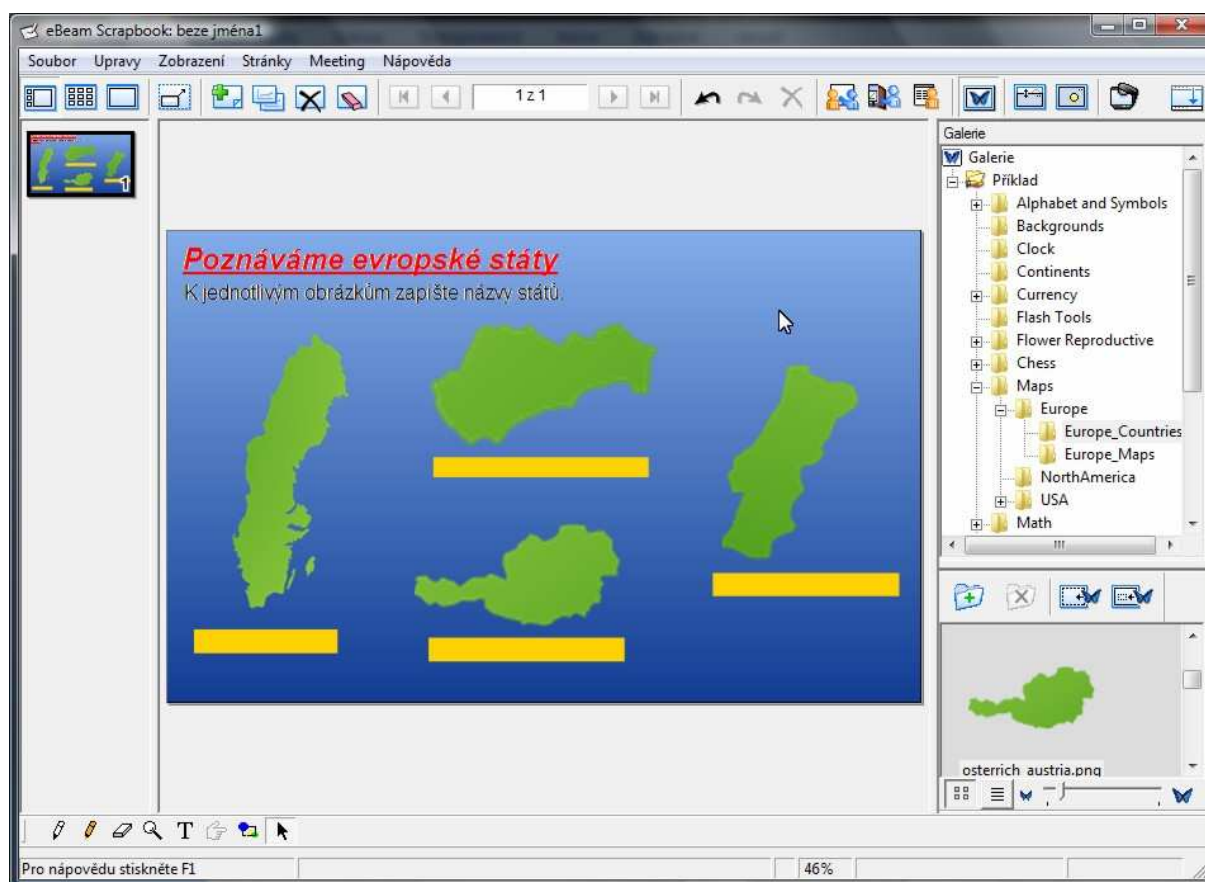 eBeam Scrapbook: beze jména1
Soubor Upravy Zobrazení Stránky Meeting Nápověda
1 z 1
1
Poznáváme evropské státy
K jednotlivým obrázkům zapište názvy států.
Galerie
Galerie
Příklad
Alphabet and Symbols
Backgrounds
Clock
Continents
Currency
Flash Tools
Flower Reproductive
Chess
Maps
Europe
Europe_Countries
Europe_Maps
NorthAmerica
USA
Math
osterrich_austria.png
T
Pro nápovědu stiskněte F1
46%